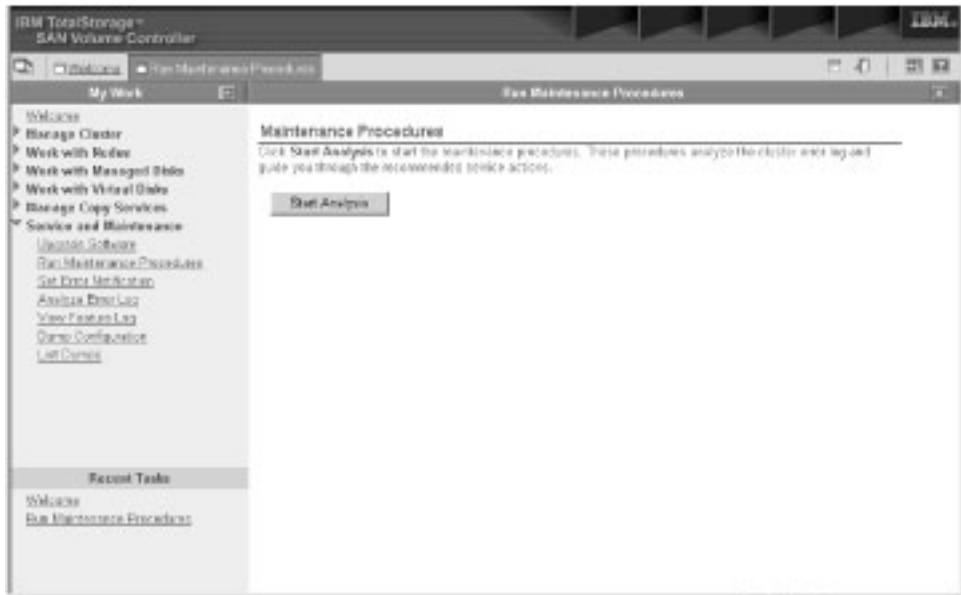 IBM TotalStorage™
SAN Volume Controller
IBM.
Welcome
Run Maintenance Procedures
My Work
Run Maintenance Procedures
Welcome
Manage Cluster
Work with Nodes
Work with Managed Disks
Work with Virtual Disks
Manage Copy Services
Service and Maintenance
Upgrade Software
Run Maintenance Procedures
Set Error Notification
Analyze Error Log
View Feature Log
Dump Configuration
List Dumps
Maintenance Procedures
Click Start Analysis to start the maintenance procedures. These procedures analyze the cluster error log and
guide you through the recommended service actions.
Start Analysis
Recent Tasks
Welcome
Run Maintenance Procedures